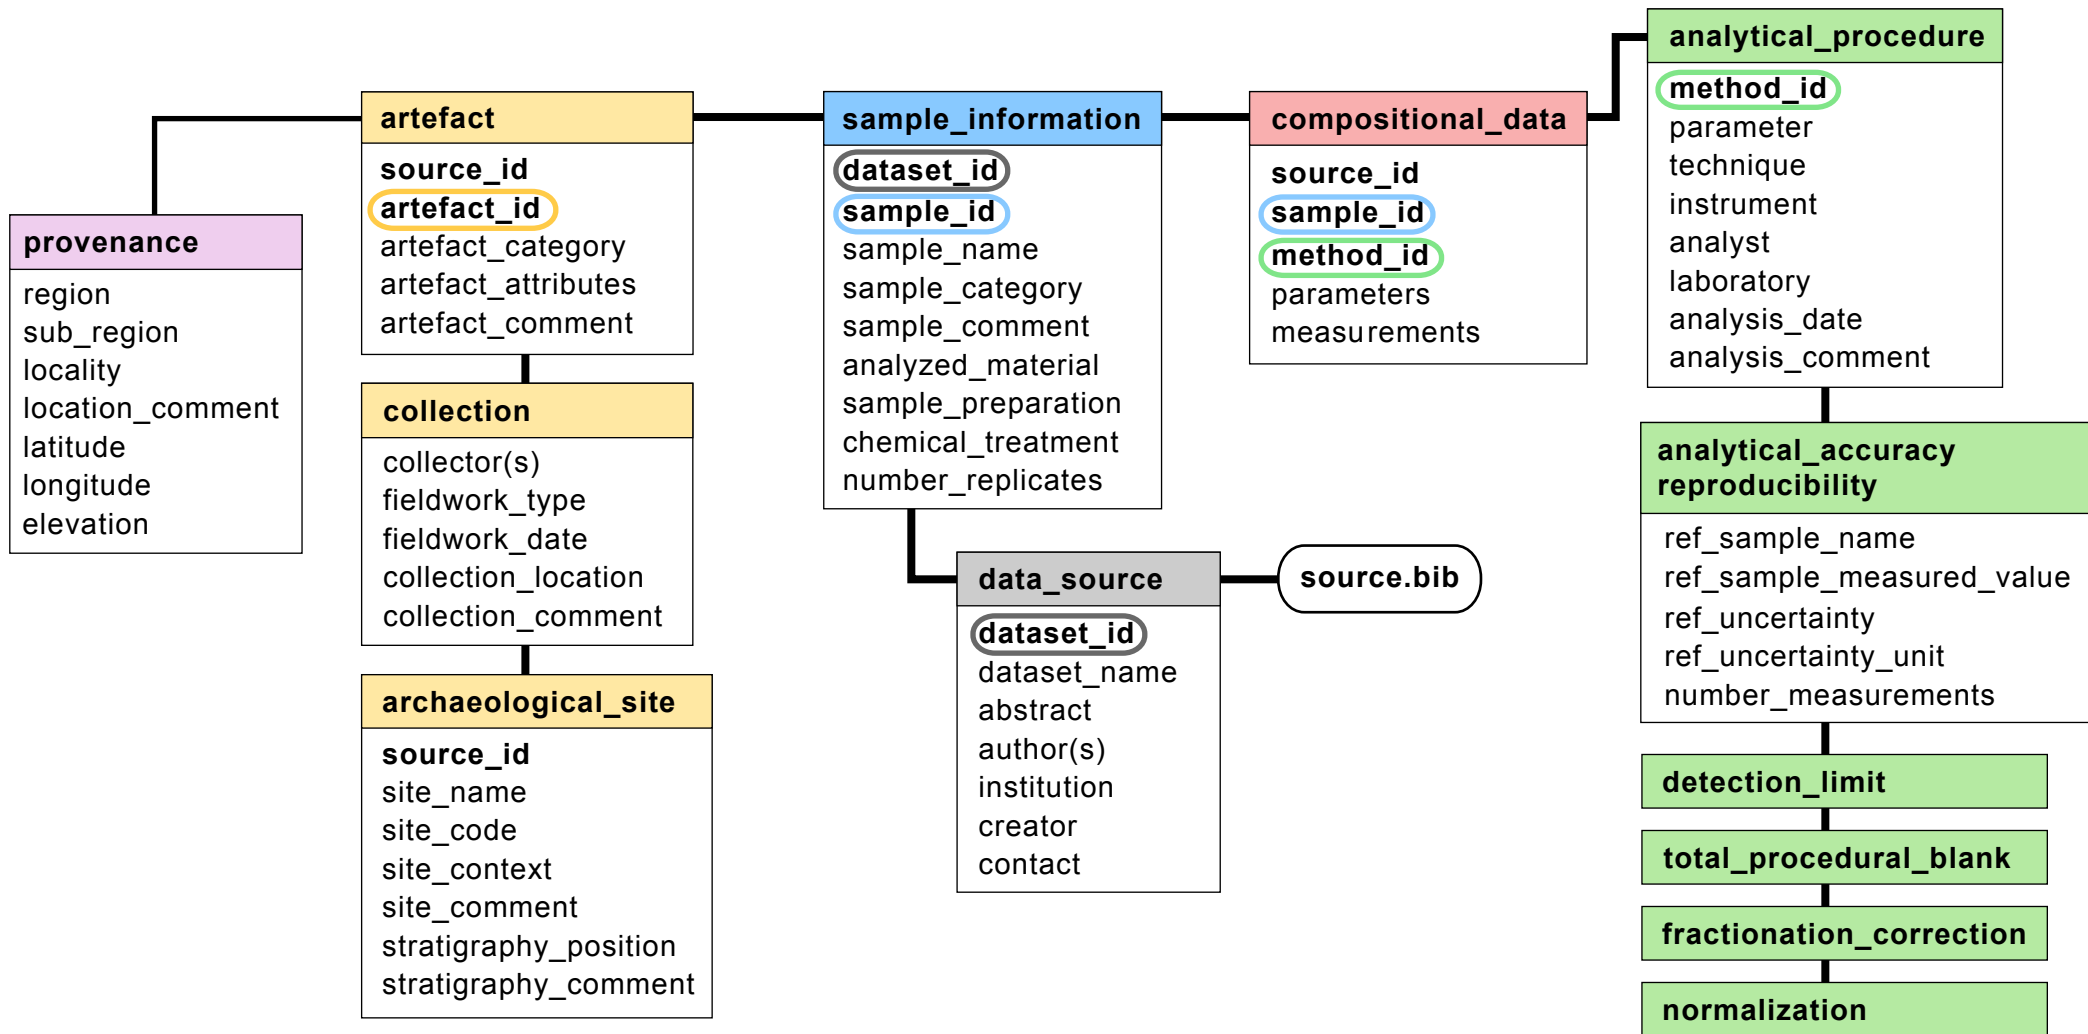 provenance
region
sub_region
locality
location_comment
latitude
longitude
elevation
artefact
source_id
artefact_id
artefact_category
artefact_attributes
artefact_comment
collection
collector(s)
fieldwork_type
fieldwork_date
collection_location
collection_comment
archaeological_site
source_id
site_name
site_code
site_context
site_comment
stratigraphy_position
stratigraphy_comment
sample_information
dataset_id
sample_id
sample_name
sample_category
sample_comment
analyzed_material
sample_preparation
chemical_treatment
number_replicates
data_source
dataset_id
dataset_name
abstract
author(s)
institution
creator
contact
source.bib
compositional_data
source_id
sample_id
method_id
parameters
measurements
analytical_procedure
method_id
parameter
technique
instrument
analyst
laboratory
analysis_date
analysis_comment
analytical_accuracy
reproducibility
ref_sample_name
ref_sample_measured_value
ref_uncertainty
ref_uncertainty_unit
number_measurements
detection_limit
total_procedural_blank
fractionation_correction
normalization